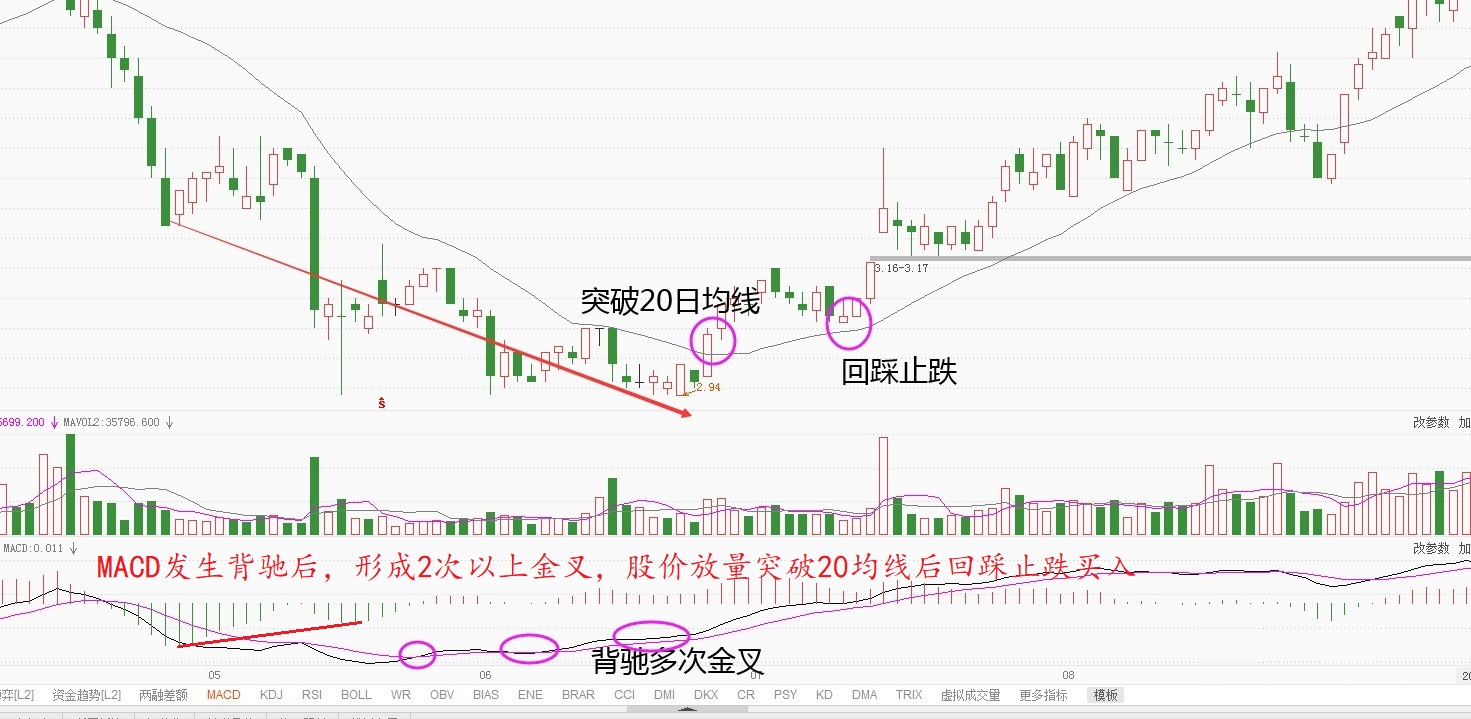 突破20日均线
3.16-3.17
回踩止跌
2.94
ŝ
5699.200 ↓ MAVOL2:35796.600 ↓
改参数 加
MACD:0.011 ↓
改参数 加
MACD发生背驰后，形成2次以上金叉，股价放量突破20均线后回踩止跌买入
背驰多次金叉
05 06 07 08 20
弈[L2] 资金趋势[L2] 两融差额 MACD KDJ RSI BOLL WR OBV BIAS ENE BRAR CCI DMI DKX CR PSY KD DMA TRIX 虚拟成交量 更多指标 模板